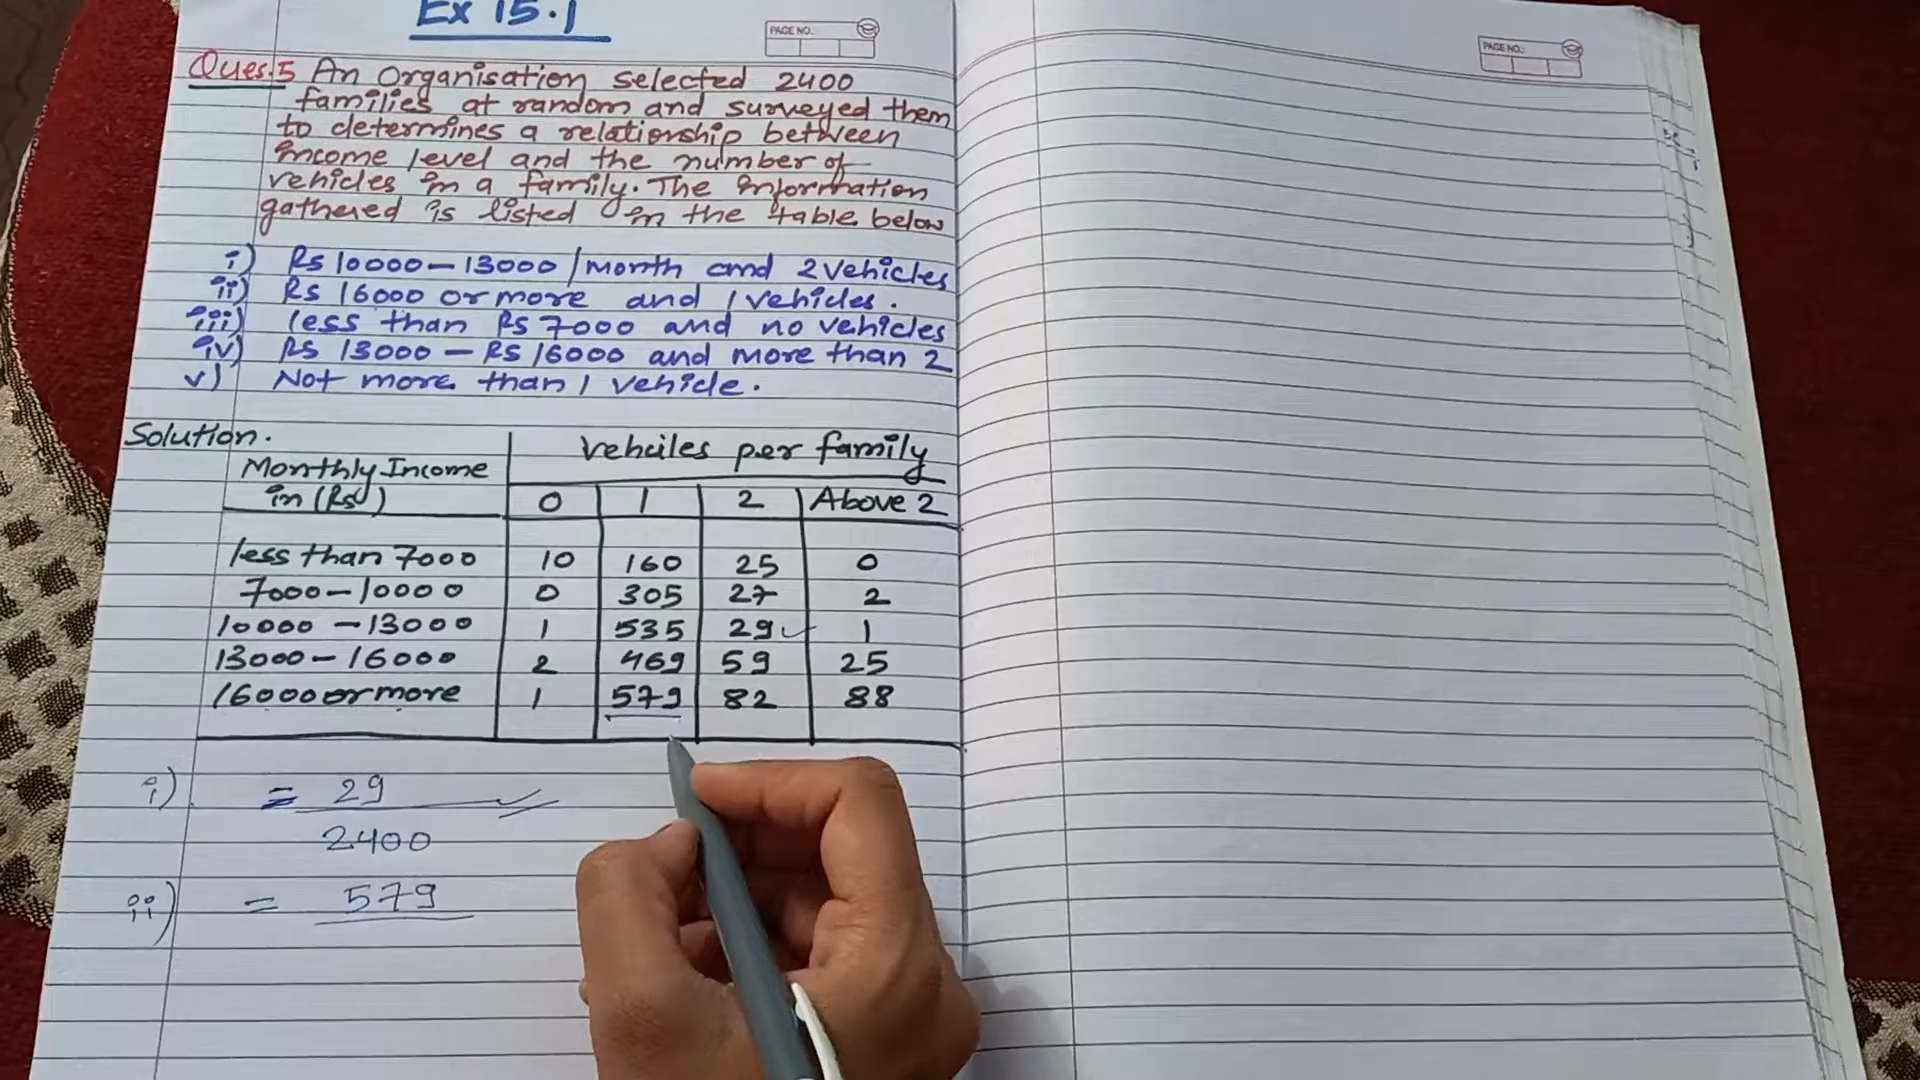 Ex 15.1
PAGE NO.:
PAGE NO.:
Ques.5 An Organisation selected 2400
families at random and surveyed them
to determines a relationship between
income level and the number of
vehicles in a family. The information
gathered is listed in the table below
i) Rs 10000-13000/month and 2 vehicles
ii) Rs 16000 or more and 1 vehicles.
iii) less than Rs 7000 and no vehicles
iv) Rs 13000 - Rs 16000 and more than 2
v) Not more than 1 vehicle.
Solution.
vehciles per family
Monthly Income
in (Rs) 0 1 2 Above 2
less than 7000 10 160 25 0
7000-10000 0 305 27 2
10000-13000 1 535 29 ✓ 1
13000-16000 2 469 59 25
16000 or more 1 579 82 88
i) = 29
2400
ii) = 579